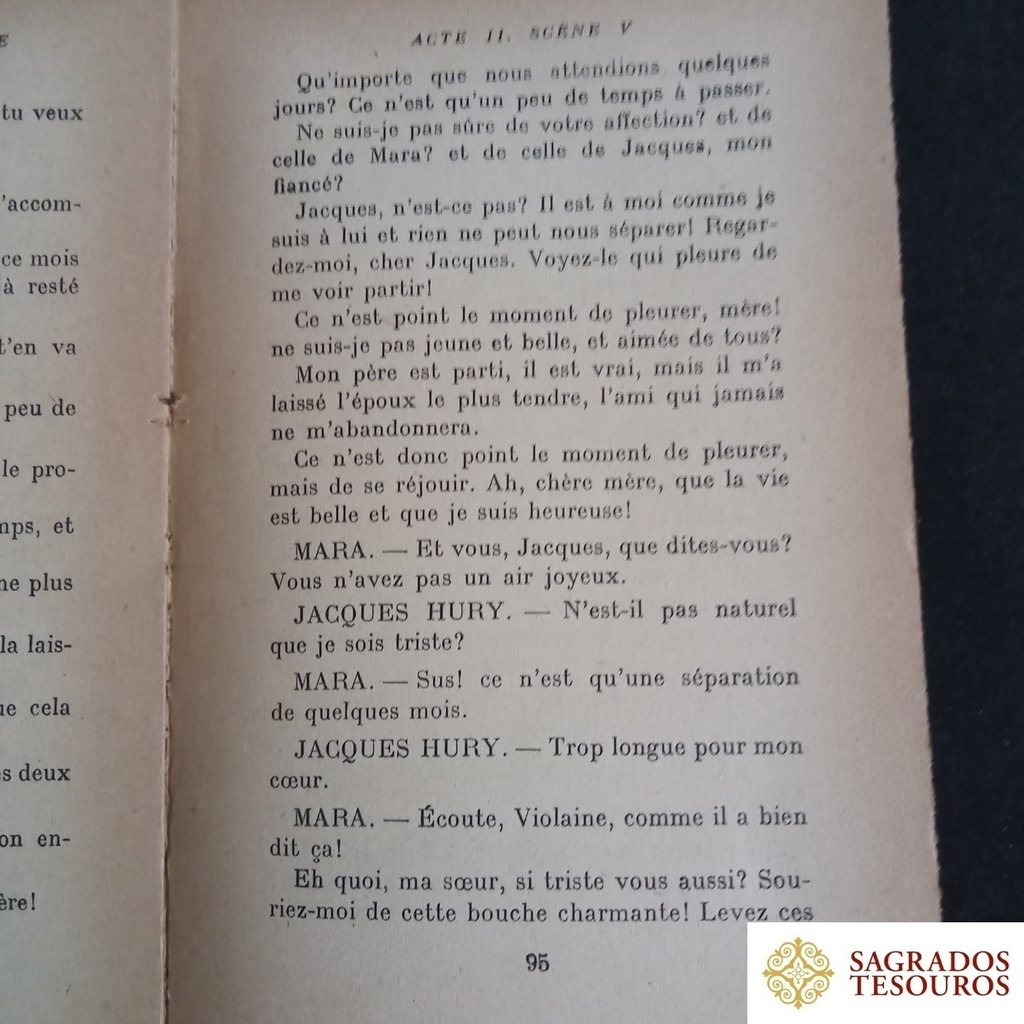 E
tu veux
'accom-
ce mois
à resté
t'en va
peu de
le pro-
mps, et
ne plus
la lais-
ue cela
s deux
on en-
ère!
ACTE II, SCÈNE V
Qu'importe que nous attendions quelques
jours? Ce n'est qu'un peu de temps à passer.
Ne suis-je pas sûre de votre affection? et de
celle de Mara? et de celle de Jacques, mon
fiancé?
Jacques, n'est-ce pas? Il est à moi comme je
suis à lui et rien ne peut nous séparer! Regar-
dez-moi, cher Jacques. Voyez-le qui pleure de
me voir partir!
Ce n'est point le moment de pleurer, mère!
ne suis-je pas jeune et belle, et aimée de tous?
Mon père est parti, il est vrai, mais il m'a
laissé l'époux le plus tendre, l'ami qui jamais
ne m'abandonnera.
Ce n'est donc point le moment de pleurer,
mais de se réjouir. Ah, chère mère, que la vie
est belle et que je suis heureuse!
MARA. — Et vous, Jacques, que dites-vous?
Vous n'avez pas un air joyeux.
JACQUES HURY. — N'est-il pas naturel
que je sois triste?
MARA. — Sus! ce n'est qu'une séparation
de quelques mois.
JACQUES HURY. — Trop longue pour mon
cœur.
MARA. — Écoute, Violaine, comme il a bien
dit ça!
Eh quoi, ma sœur, si triste vous aussi? Sou-
riez-moi de cette bouche charmante! Levez ces
95
SAGRADOS
TESOUROS